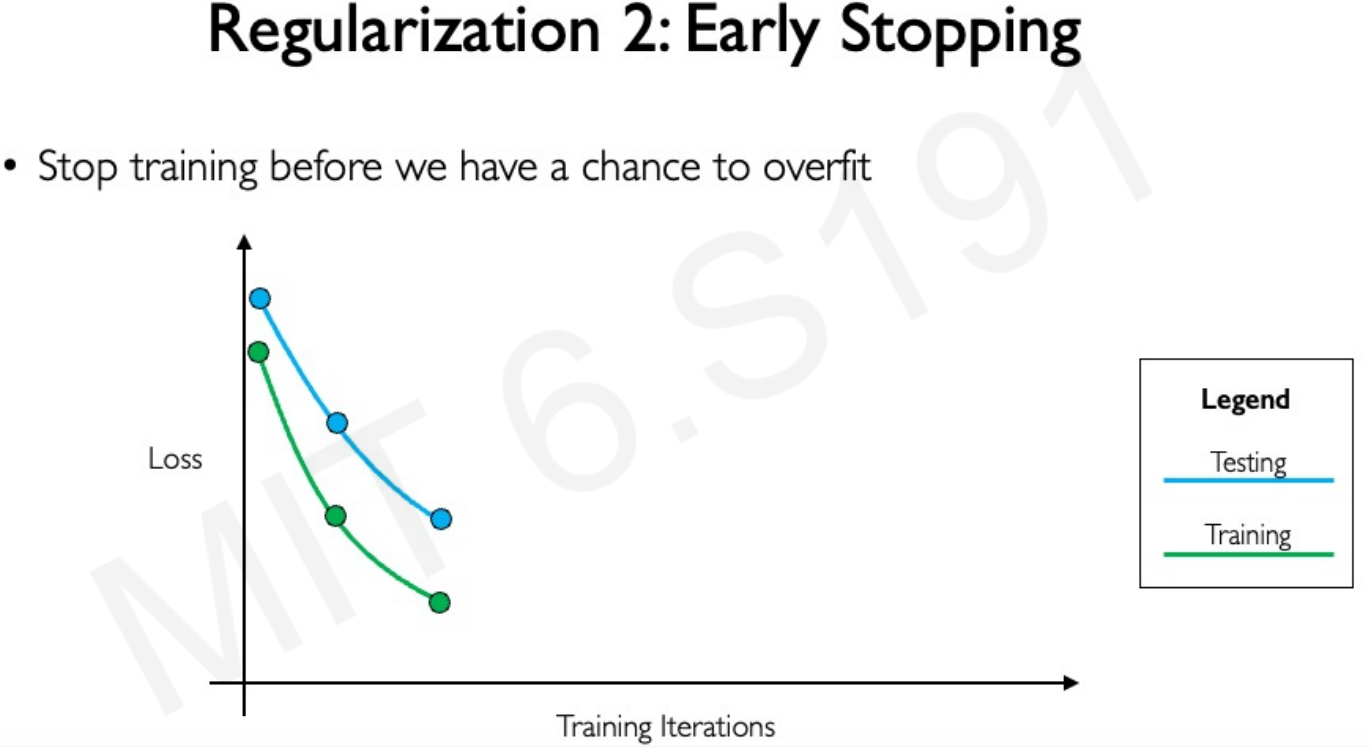 Regularization 2: Early Stopping
• Stop training before we have a chance to overfit
MIT 6.S191
Loss
Legend
Testing
Training
Training Iterations